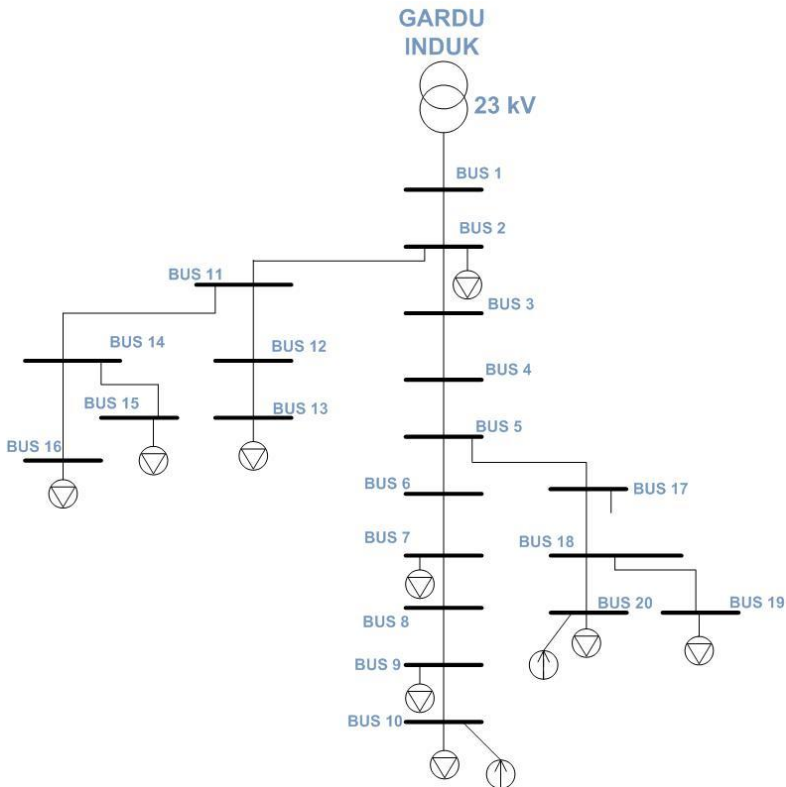 GARDU
INDUK
23 kV
BUS 1
BUS 2
BUS 11
BUS 3
BUS 14
BUS 12
BUS 4
BUS 15
BUS 13
BUS 5
BUS 16
BUS 6
BUS 17
BUS 7
BUS 18
BUS 8
BUS 20
BUS 19
BUS 9
BUS 10